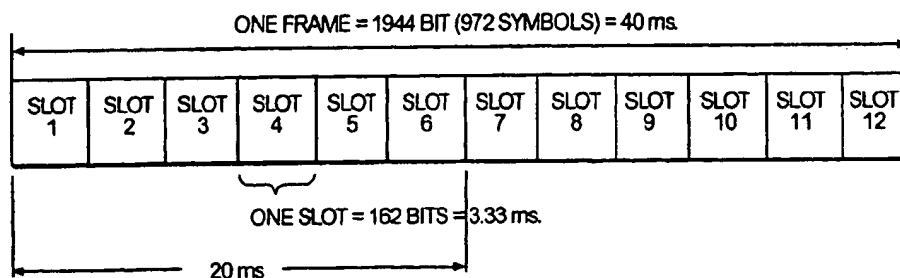 ONE FRAME = 1944 BIT (972 SYMBOLS) = 40 ms.
SLOT 1 SLOT 2 SLOT 3 SLOT 4 SLOT 5 SLOT 6 SLOT 7 SLOT 8 SLOT 9 SLOT 10 SLOT 11 SLOT 12
ONE SLOT = 162 BITS = 3.33 ms.
20 ms